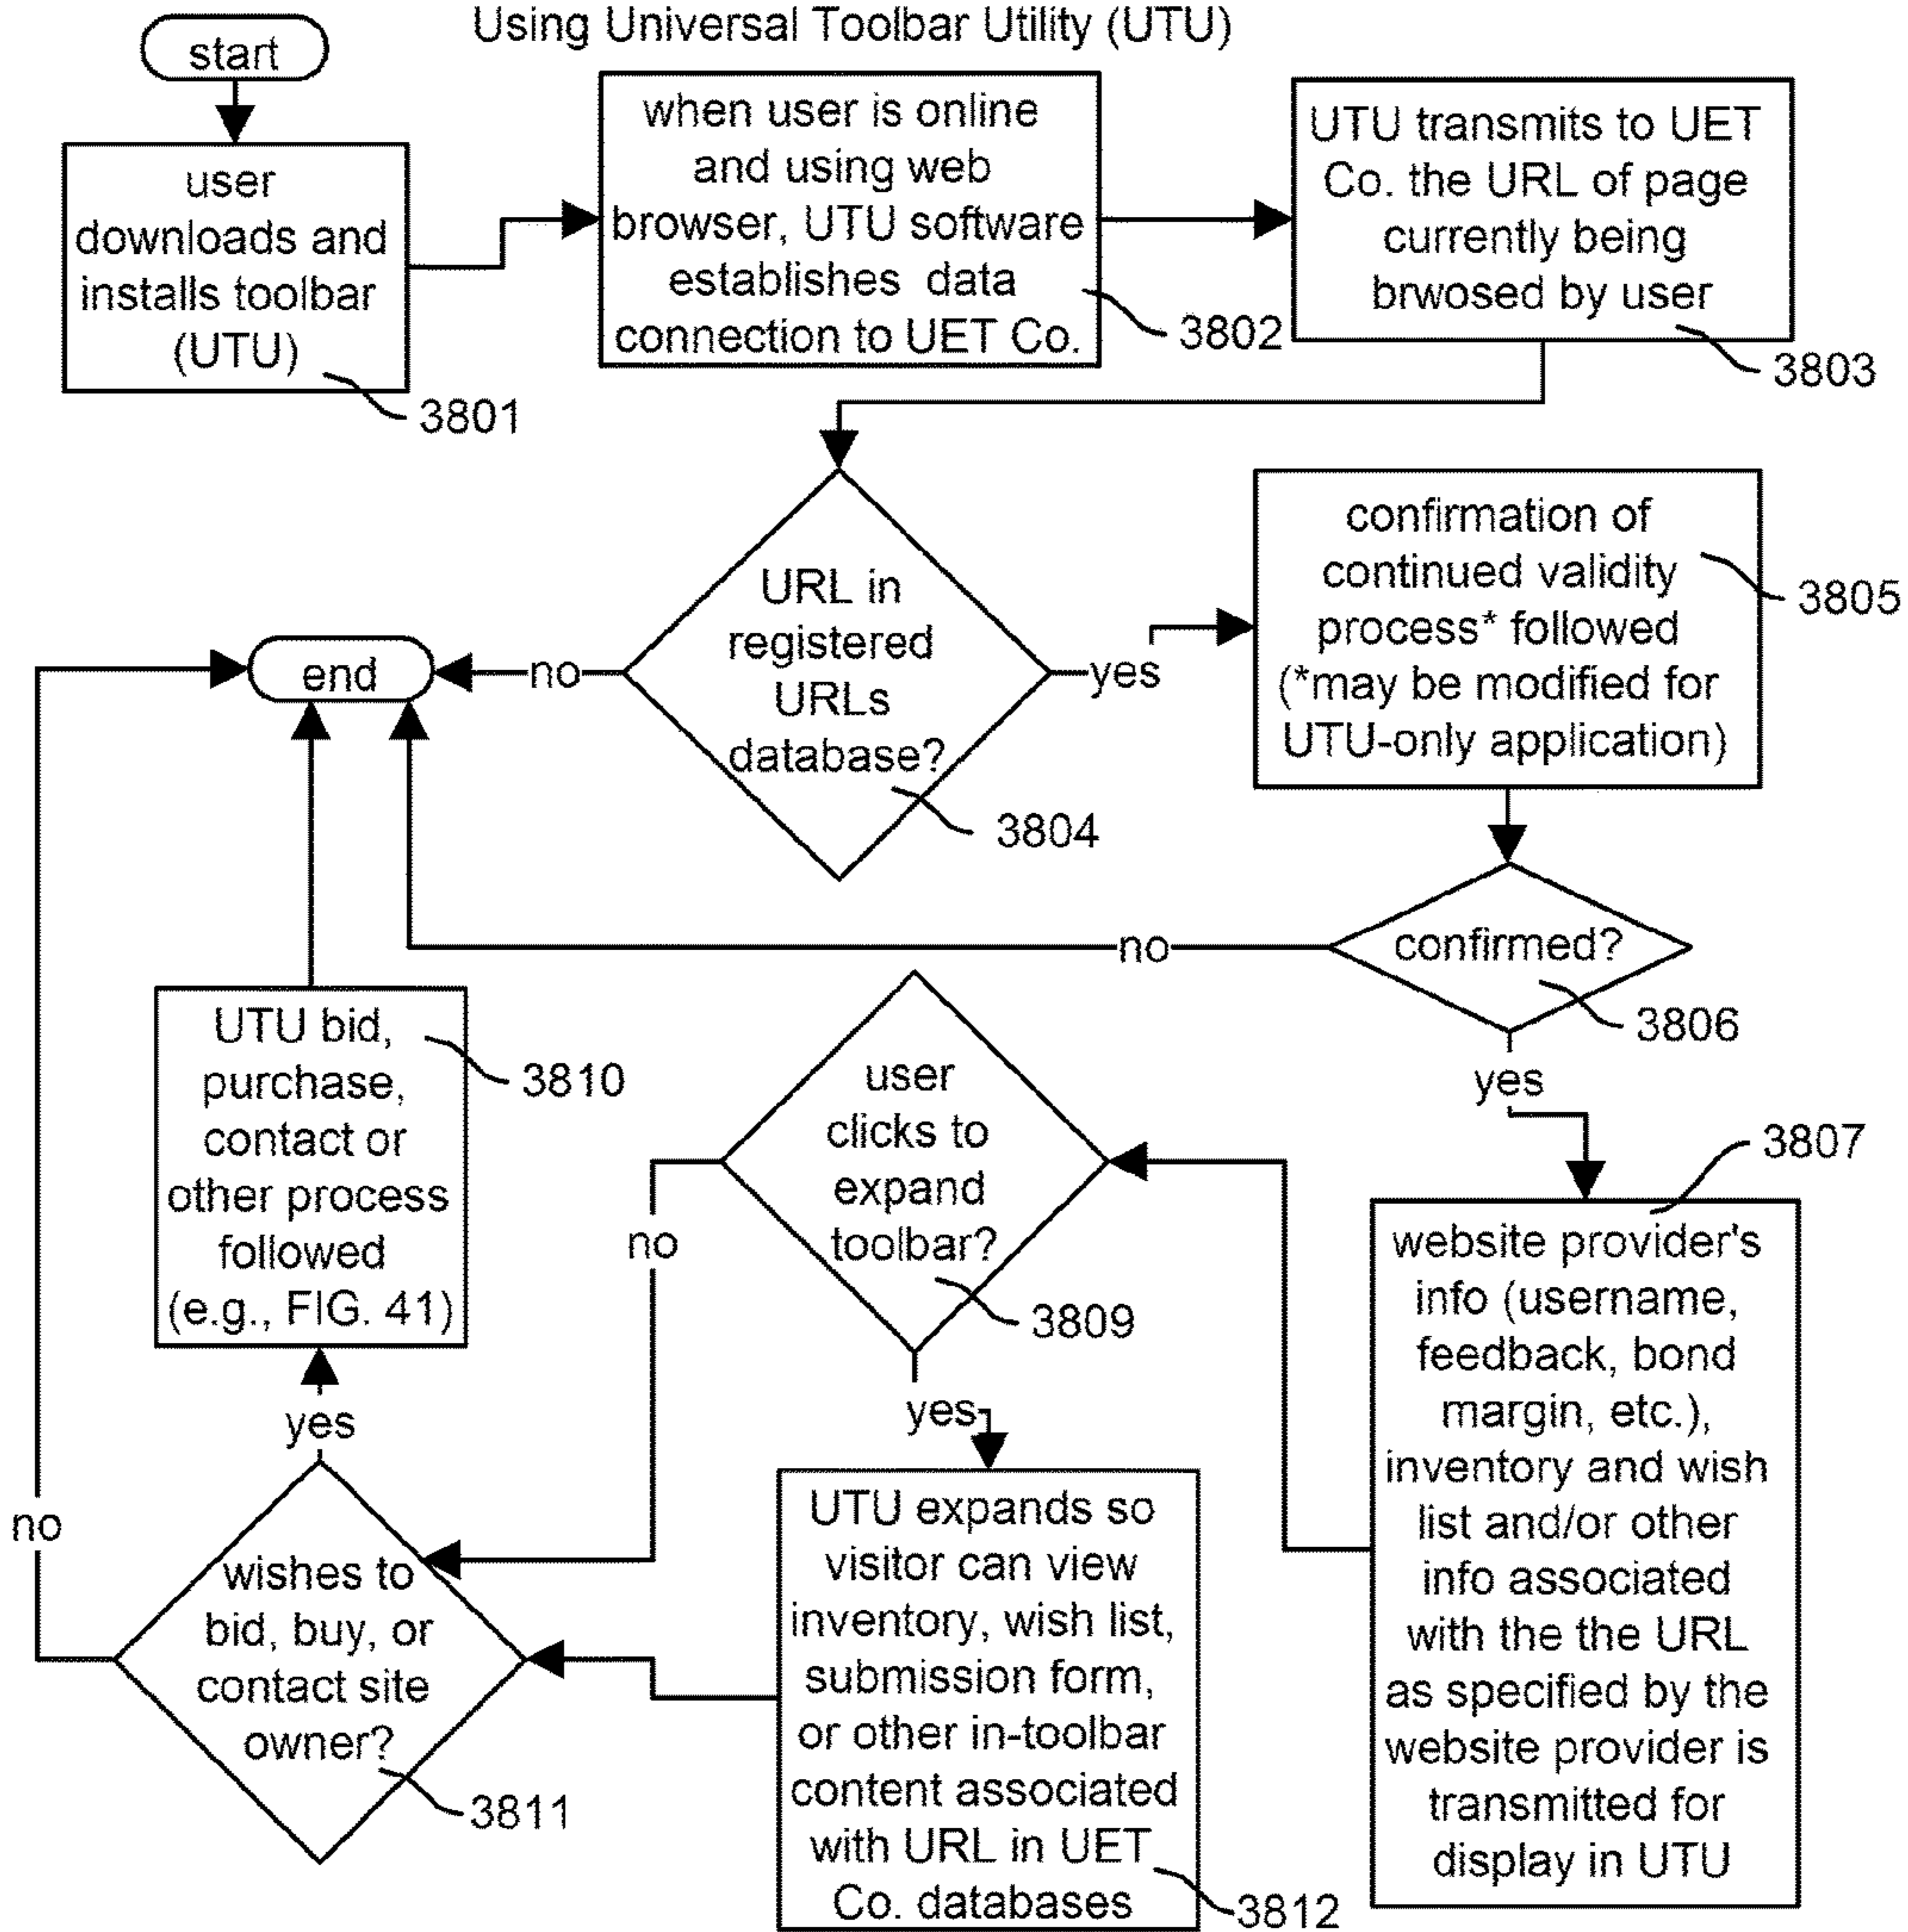 Using Universal Toolbar Utility (UTU)
start
user
downloads and
installs toolbar
(UTU)
3801
when user is online
and using web
browser, UTU software
establishes data
connection to UET Co.
3802
UTU transmits to UET
Co. the URL of page
currently being
brwosed by user
3803
URL in
registered
URLs
database?
3804
no
end
yes
confirmation of
continued validity
process* followed
(*may be modified for
UTU-only application)
3805
confirmed?
3806
no
yes
3807
website provider's
info (username,
feedback, bond
margin, etc.),
inventory and wish
list and/or other
info associated
with the the URL
as specified by the
website provider is
transmitted for
display in UTU
user
clicks to
expand
toolbar?
3809
no
yes
UTU expands so
visitor can view
inventory, wish list,
submission form,
or other in-toolbar
content associated
with URL in UET
Co. databases
3812
wishes to
bid, buy, or
contact site
owner?
3811
no
yes
UTU bid,
purchase,
contact or
other process
followed
(e.g., FIG. 41)
3810